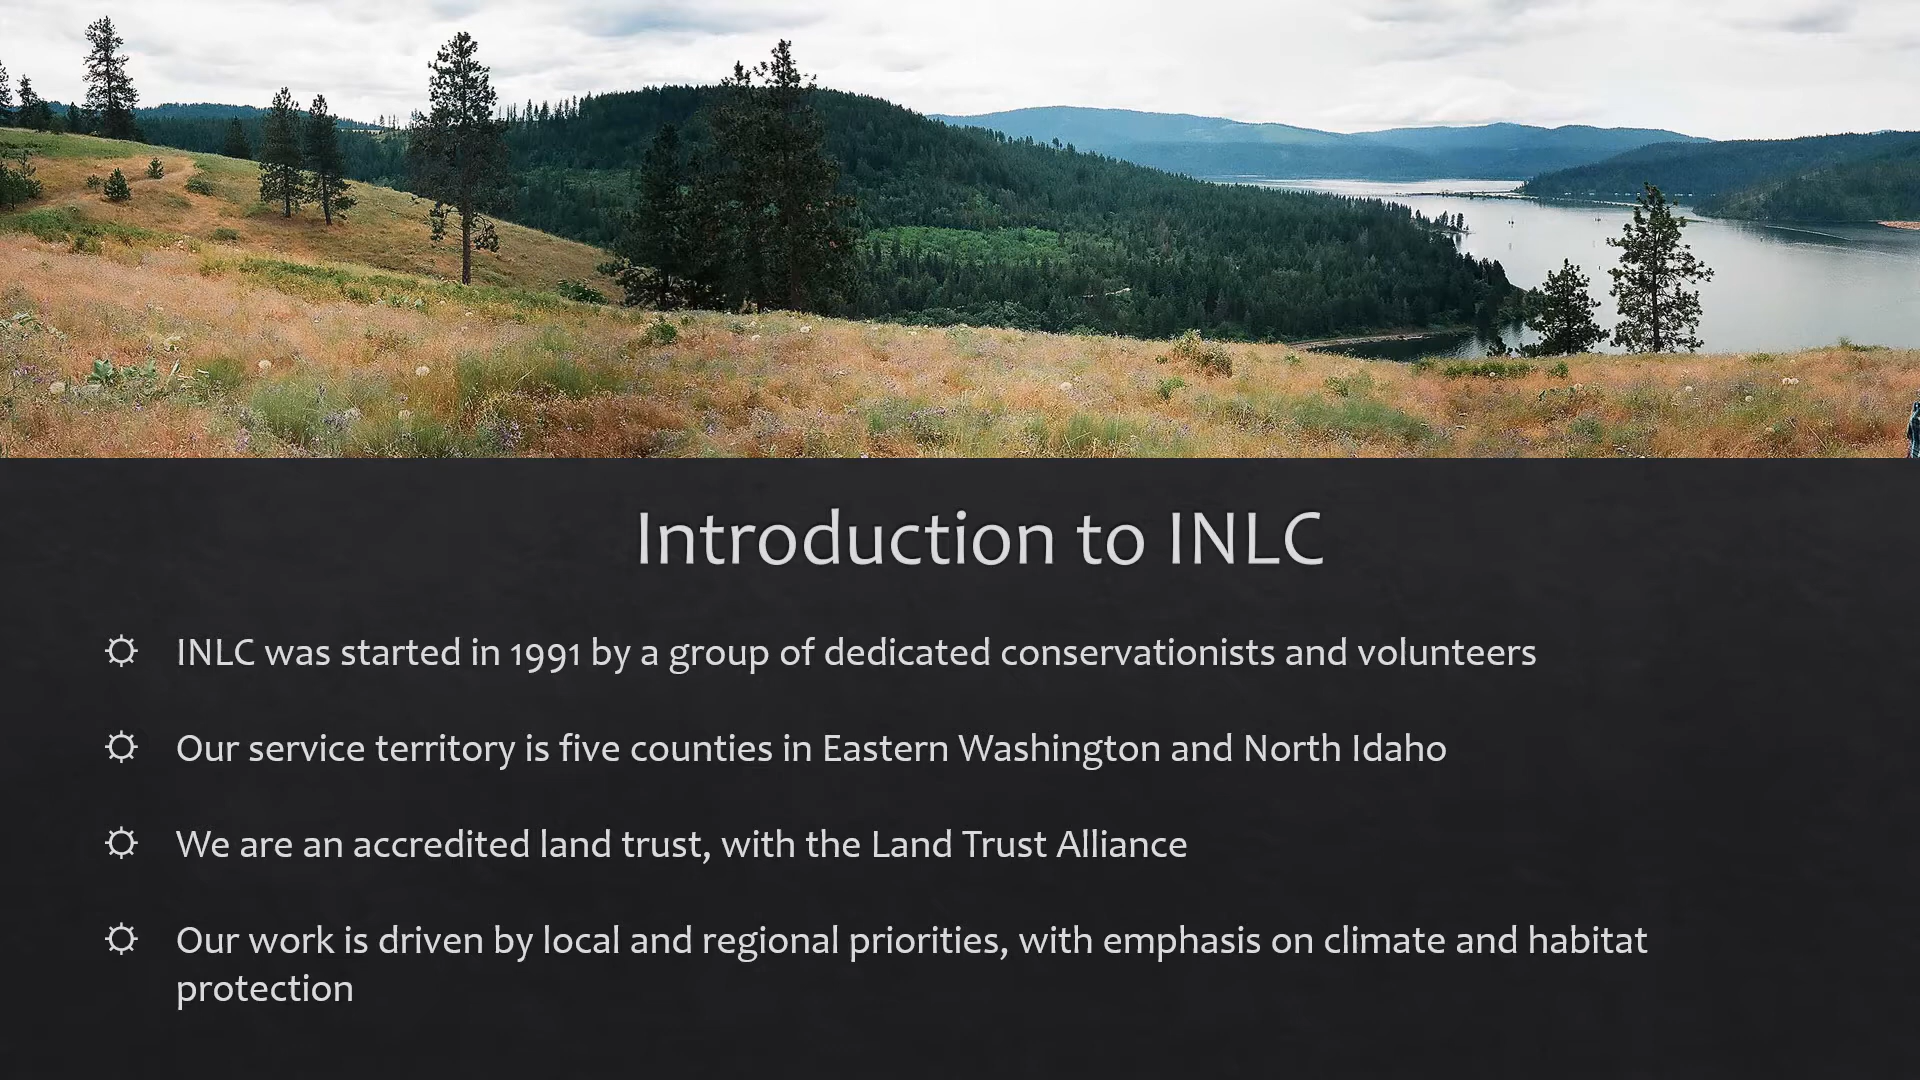 Introduction to INLC
INLC was started in 1991 by a group of dedicated conservationists and volunteers
Our service territory is five counties in Eastern Washington and North Idaho
We are an accredited land trust, with the Land Trust Alliance
Our work is driven by local and regional priorities, with emphasis on climate and habitat
protection